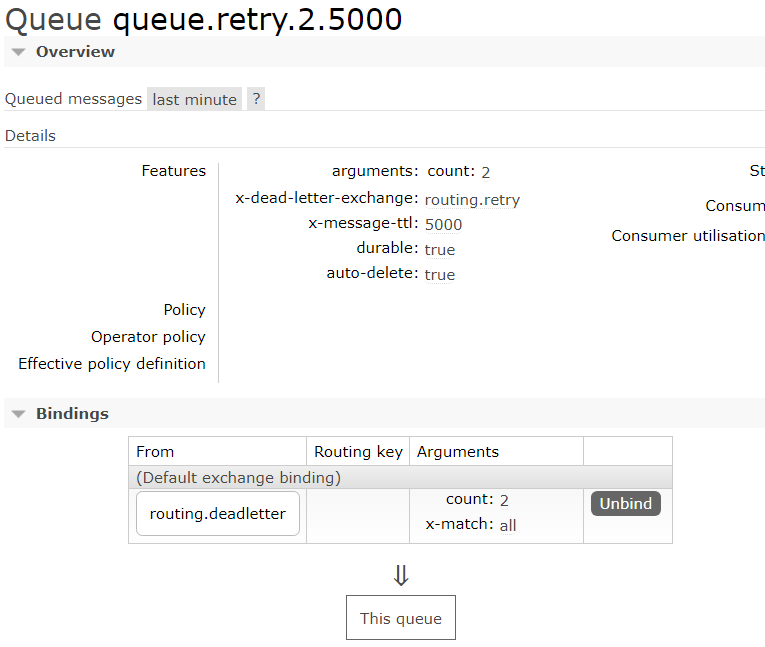 Queue queue.retry.2.5000
Overview
Queued messages last minute ?
Details
Features
arguments: count: 2
x-dead-letter-exchange: routing.retry
x-message-ttl: 5000
durable: true
auto-delete: true
St
Consum
Consumer utilisation
Policy
Operator policy
Effective policy definition
Bindings
From Routing key Arguments
(Default exchange binding)
routing.deadletter count: 2 Unbind
x-match: all
⇓
This queue